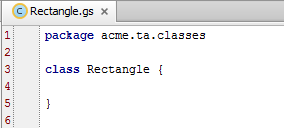 C Rectangle.gs ×
1 package acme.ta.classes
2
3 class Rectangle {
4
5 }
6